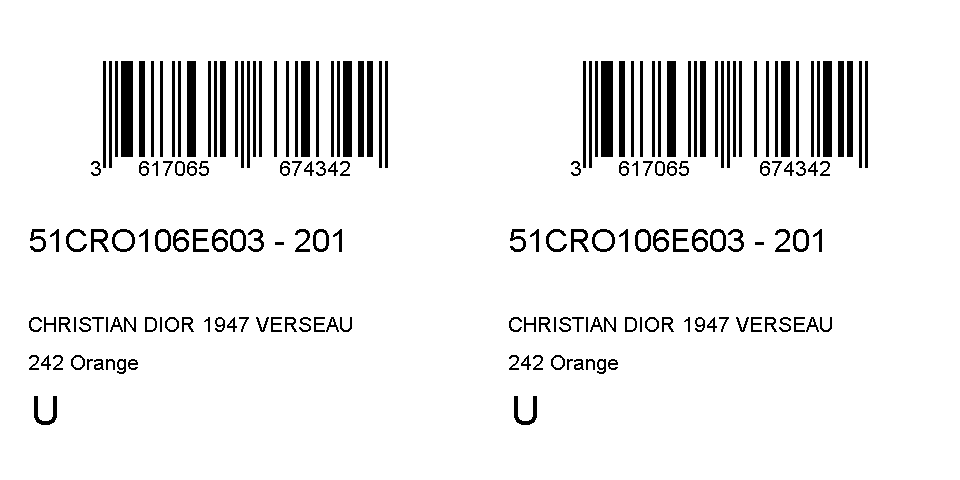 3 617065 674342
51CRO106E603 - 201
CHRISTIAN DIOR 1947 VERSEAU
242 Orange
U
3 617065 674342
51CRO106E603 - 201
CHRISTIAN DIOR 1947 VERSEAU
242 Orange
U